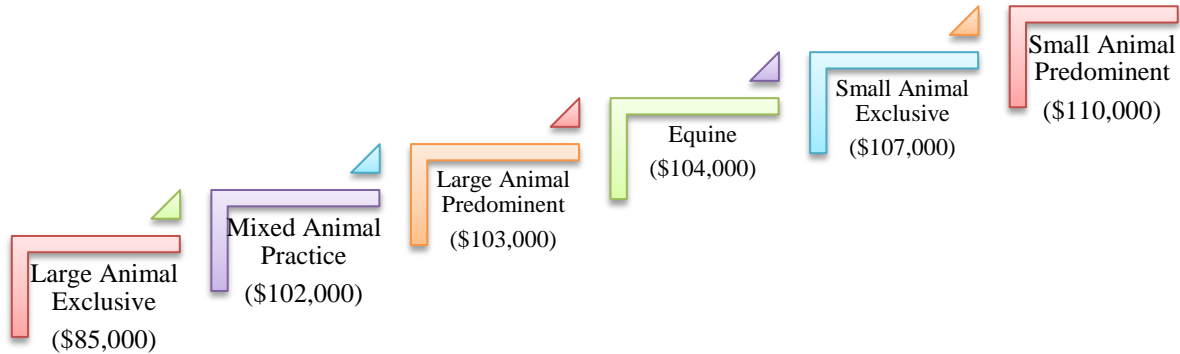 Large Animal
Exclusive
($85,000)
Mixed Animal
Practice
($102,000)
Large Animal
Predominent
($103,000)
Equine
($104,000)
Small Animal
Exclusive
($107,000)
Small Animal
Predominent
($110,000)